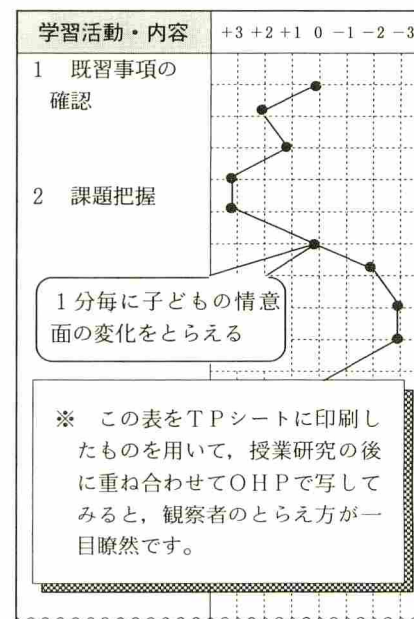 学習活動・内容 +3 +2 +1 0 −1 −2 −3
1 既習事項の
確認
2 課題把握
1分毎に子どもの情意
面の変化をとらえる
※ この表をTPシートに印刷し
たものを用いて，授業研究の後
に重ね合わせてOHPで写して
みると，観察者のとらえ方が一
目瞭然です。